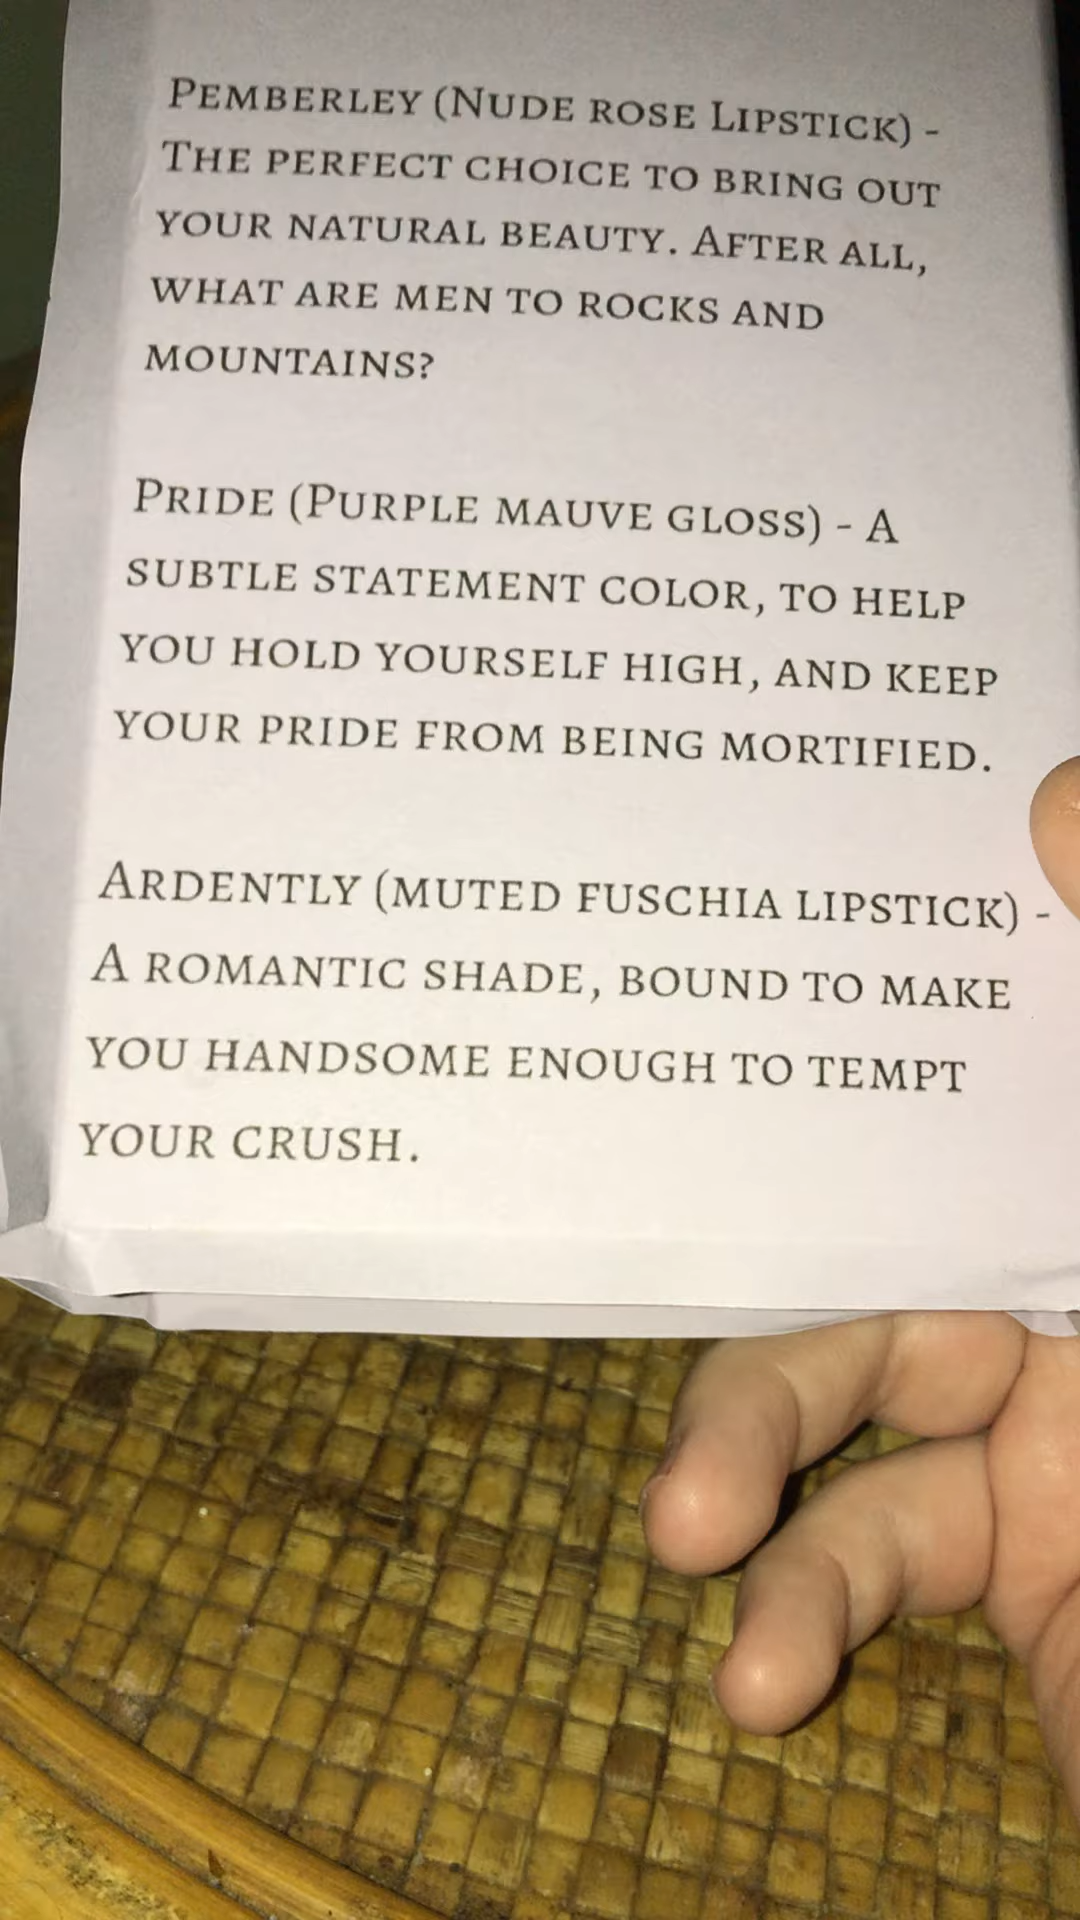 Pemberley (Nude rose Lipstick) -
The perfect choice to bring out
your natural beauty. After all,
what are men to rocks and
mountains?
Pride (Purple mauve gloss) - A
subtle statement color, to help
you hold yourself high, and keep
your pride from being mortified.
Ardently (muted fuschia lipstick) -
A romantic shade, bound to make
you handsome enough to tempt
your crush.